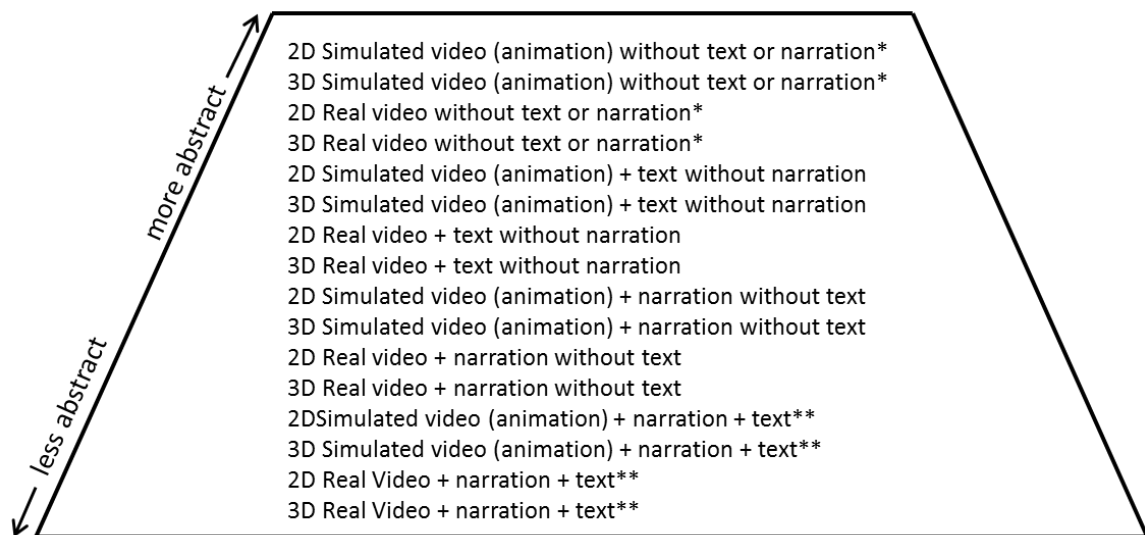 2D Simulated video (animation) without text or narration*
3D Simulated video (animation) without text or narration*
2D Real video without text or narration*
3D Real video without text or narration*
2D Simulated video (animation) + text without narration
3D Simulated video (animation) + text without narration
2D Real video + text without narration
3D Real video + text without narration
2D Simulated video (animation) + narration without text
3D Simulated video (animation) + narration without text
2D Real video + narration without text
3D Real video + narration without text
2DSimulated video (animation) + narration + text**
3D Simulated video (animation) + narration + text**
2D Real Video + narration + text**
3D Real Video + narration + text**
more abstract
less abstract